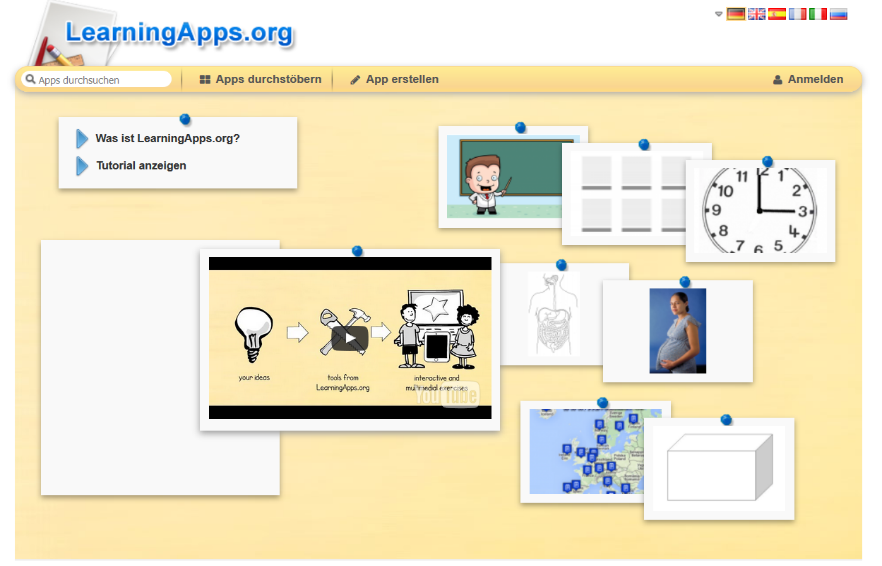 LearningApps.org
Apps durchsuchen
Apps durchstöbern
App erstellen
Anmelden
Was ist LearningApps.org?
Tutorial anzeigen
your ideas
tools from
LearningApps.org
interactive and
multimedial exercises
YouTube
11 12 1
10 2
9 3
8 4
7 6 5